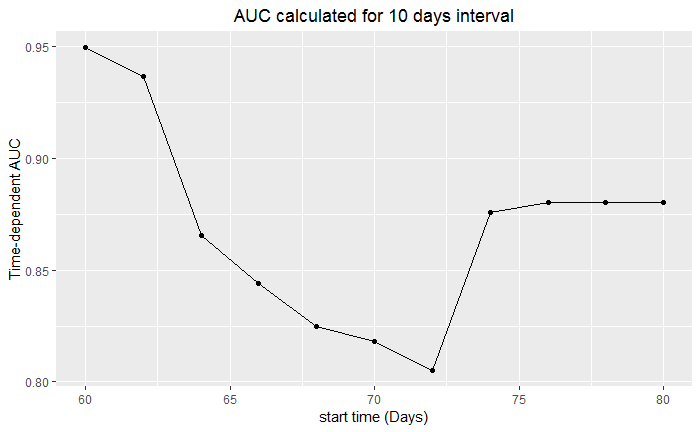 AUC calculated for 10 days interval
Time-dependent AUC
0.95
0.90
0.85
0.80
60 65 70 75 80
start time (Days)